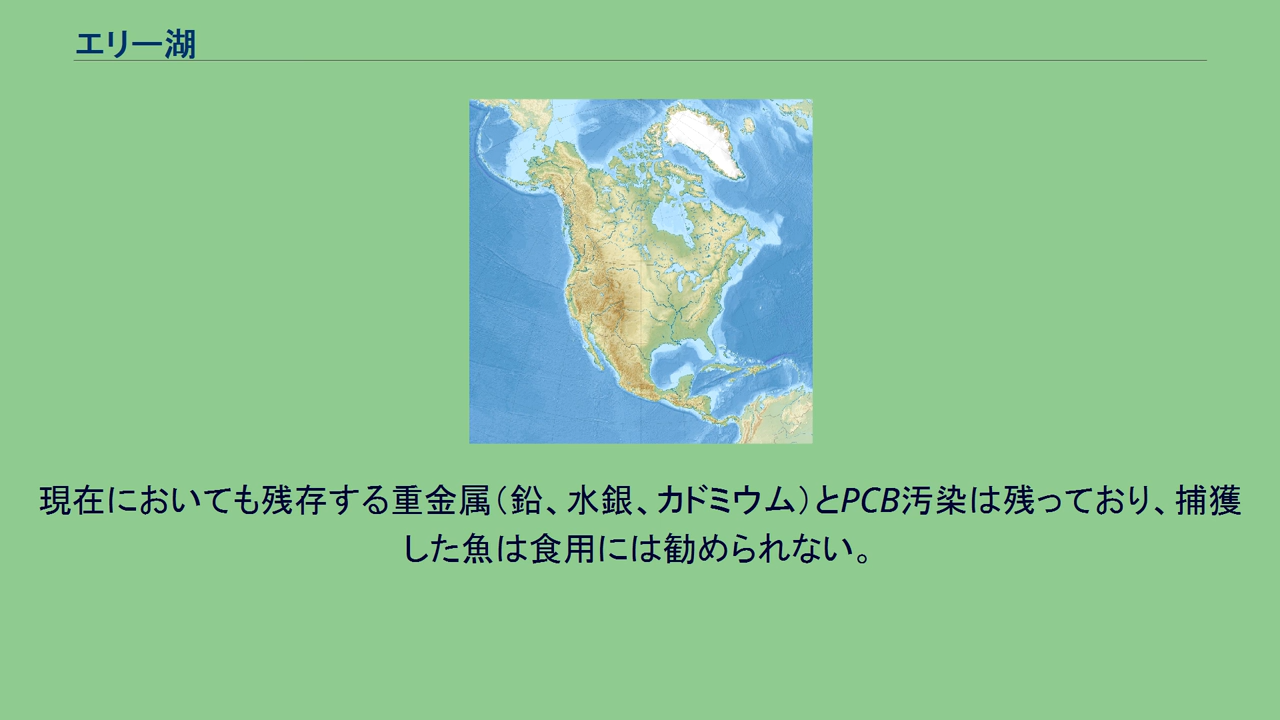 エリー湖
現在においても残存する重金属(鉛、水銀、カドミウム)とPCB汚染は残っており、捕獲
した魚は食用には勧められない。